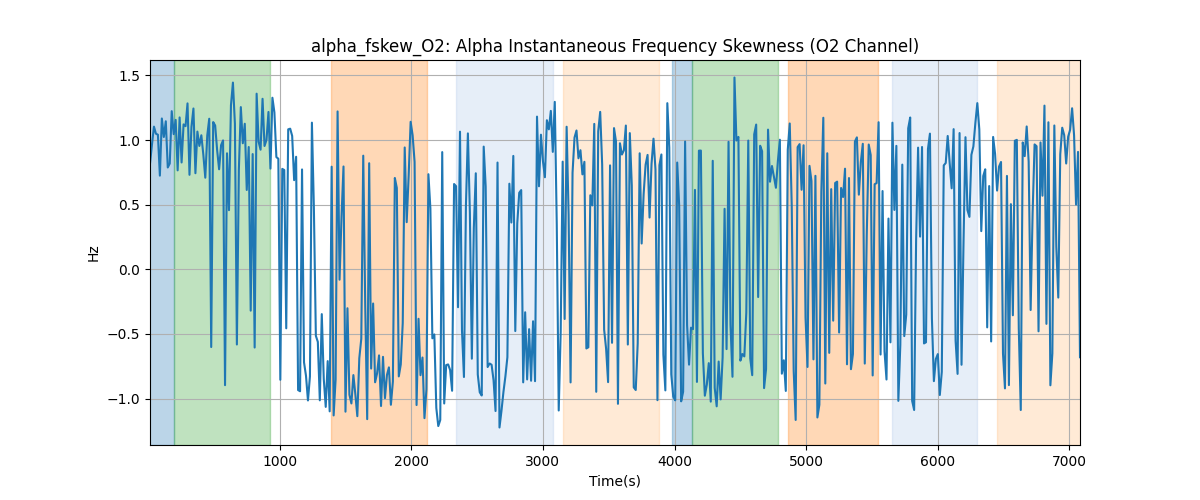 alpha_fskew_O2: Alpha Instantaneous Frequency Skewness (O2 Channel)
1.5
1.0
0.5
0.0
−0.5
−1.0
Hz
1000 2000 3000 4000 5000 6000 7000
Time(s)